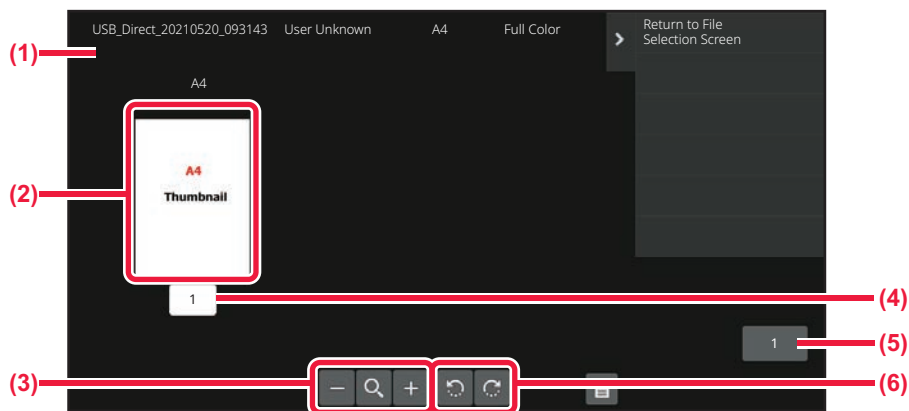 USB_Direct_20210520_093143 User Unknown A4 Full Color
Return to File
Selection Screen
(1)
A4
A4
Thumbnail
(2)
1
(4)
1
(5)
(3)
(6)